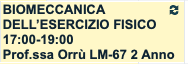 BIOMECCANICA
DELL'ESERCIZIO FISICO
17:00-19:00
Prof.ssa Orrù LM-67 2 Anno